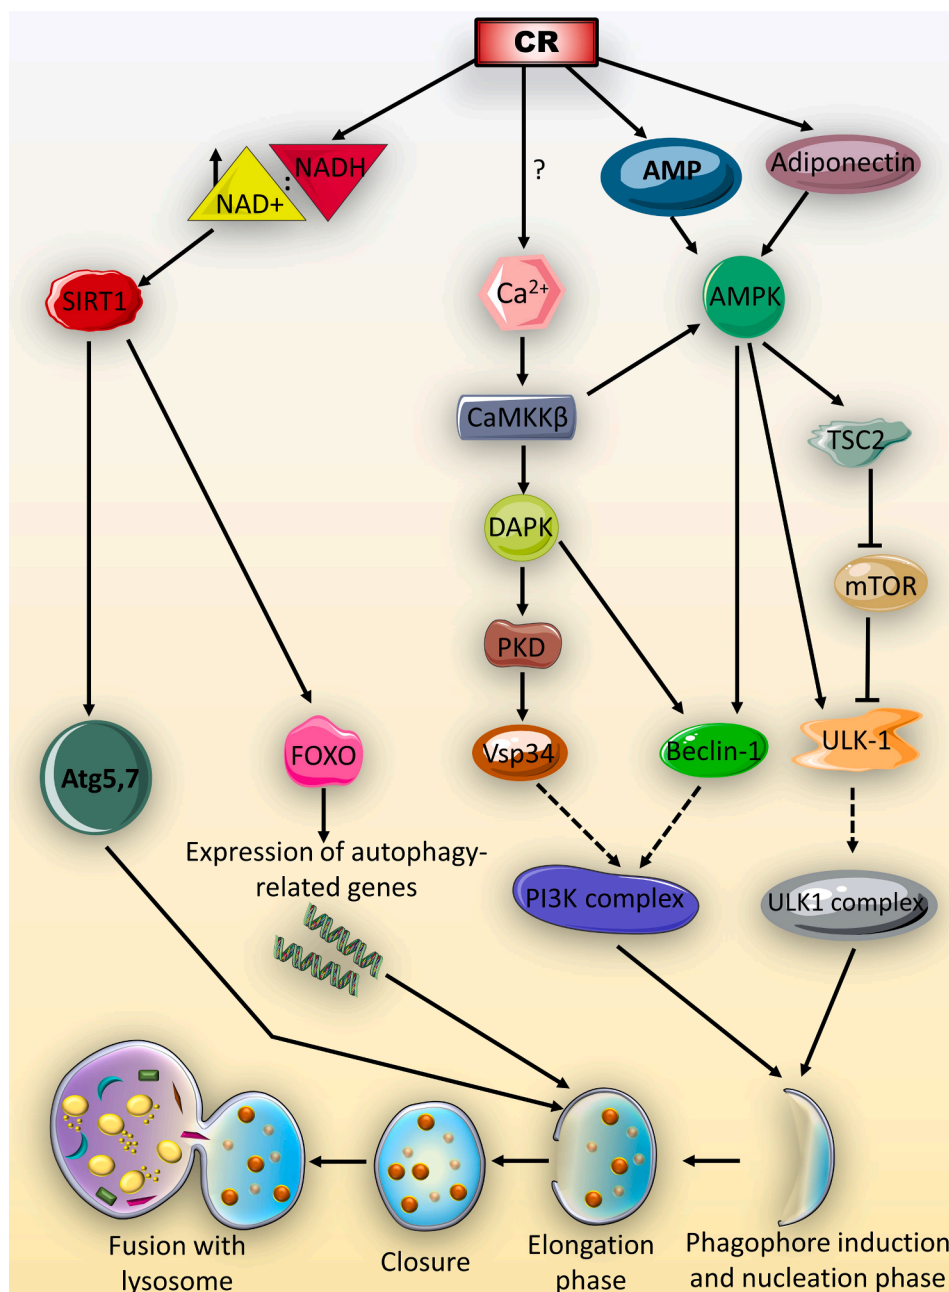 CR
NADH
:
NAD+
?
AMP
Adiponectin
SIRT1
Ca2+
AMPK
CaMKKβ
TSC2
DAPK
mTOR
PKD
FOXO
Vsp34
Beclin-1
ULK-1
Atg5,7
Expression of autophagy-
related genes
PI3K complex
ULK1 complex
Fusion with
lysosome
Closure
Elongation
phase
Phagophore induction
and nucleation phase